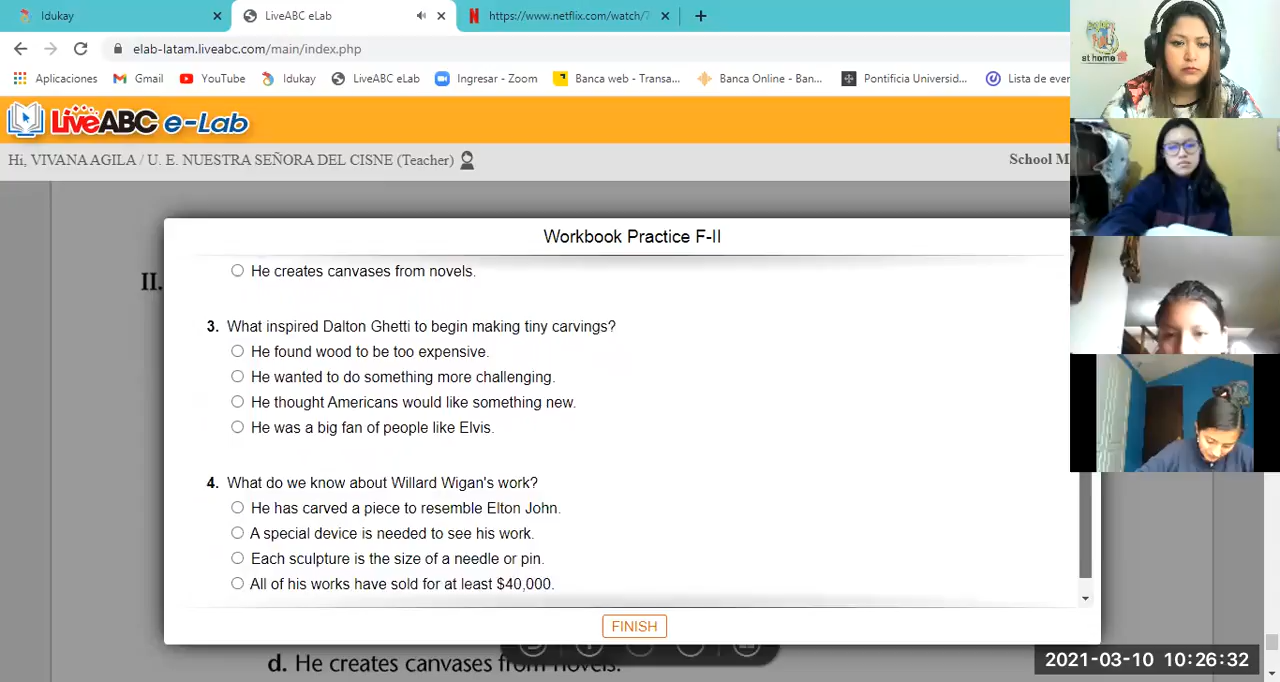 Idukay
LiveABC eLab
https://www.netflix.com/watch/7
elab-latam.liveabc.com/main/index.php
Aplicaciones Gmail YouTube Idukay LiveABC eLab Ingresar - Zoom Banca web - Transa... Banca Online - Ban... Pontificia Universid... Lista de ever
at home
LiveABC e-Lab
Hi, VIVANA AGILA / U. E. NUESTRA SEÑORA DEL CISNE (Teacher)
School M
Workbook Practice F-II
II.
He creates canvases from novels.
3. What inspired Dalton Ghetti to begin making tiny carvings?
He found wood to be too expensive.
He wanted to do something more challenging.
He thought Americans would like something new.
He was a big fan of people like Elvis.
4. What do we know about Willard Wigan's work?
He has carved a piece to resemble Elton John.
A special device is needed to see his work.
Each sculpture is the size of a needle or pin.
All of his works have sold for at least $40,000.
FINISH
d. He creates canvases from novels.
2021-03-10 10:26:32